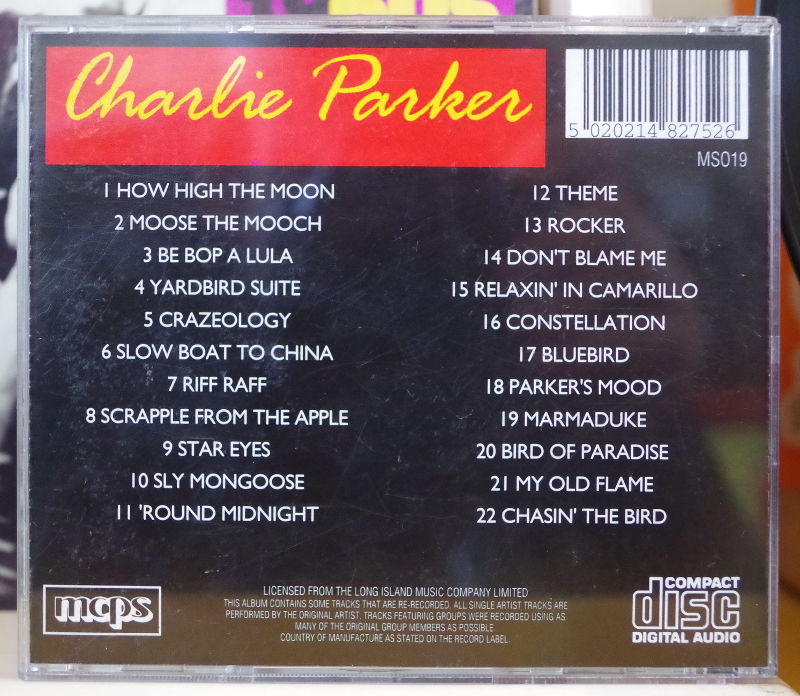 Charlie Parker
5 020214 827526
MS019
1 HOW HIGH THE MOON
2 MOOSE THE MOOCH
3 BE BOP A LULA
4 YARDBIRD SUITE
5 CRAZEOLOGY
6 SLOW BOAT TO CHINA
7 RIFF RAFF
8 SCRAPPLE FROM THE APPLE
9 STAR EYES
10 SLY MONGOOSE
11 'ROUND MIDNIGHT
12 THEME
13 ROCKER
14 DON'T BLAME ME
15 RELAXIN' IN CAMARILLO
16 CONSTELLATION
17 BLUEBIRD
18 PARKER'S MOOD
19 MARMADUKE
20 BIRD OF PARADISE
21 MY OLD FLAME
22 CHASIN' THE BIRD
mcps
LICENSED FROM THE LONG ISLAND MUSIC COMPANY LIMITED
THIS ALBUM CONTAINS SOME TRACKS THAT ARE RE-RECORDED. ALL SINGLE ARTIST TRACKS ARE
PERFORMED BY THE ORIGINAL ARTIST. TRACKS FEATURING GROUPS WERE RECORDED USING AS
MANY OF THE ORIGINAL GROUP MEMBERS AS POSSIBLE
COUNTRY OF MANUFACTURE AS STATED ON THE RECORD LABEL.
COMPACT
disc
DIGITAL AUDIO